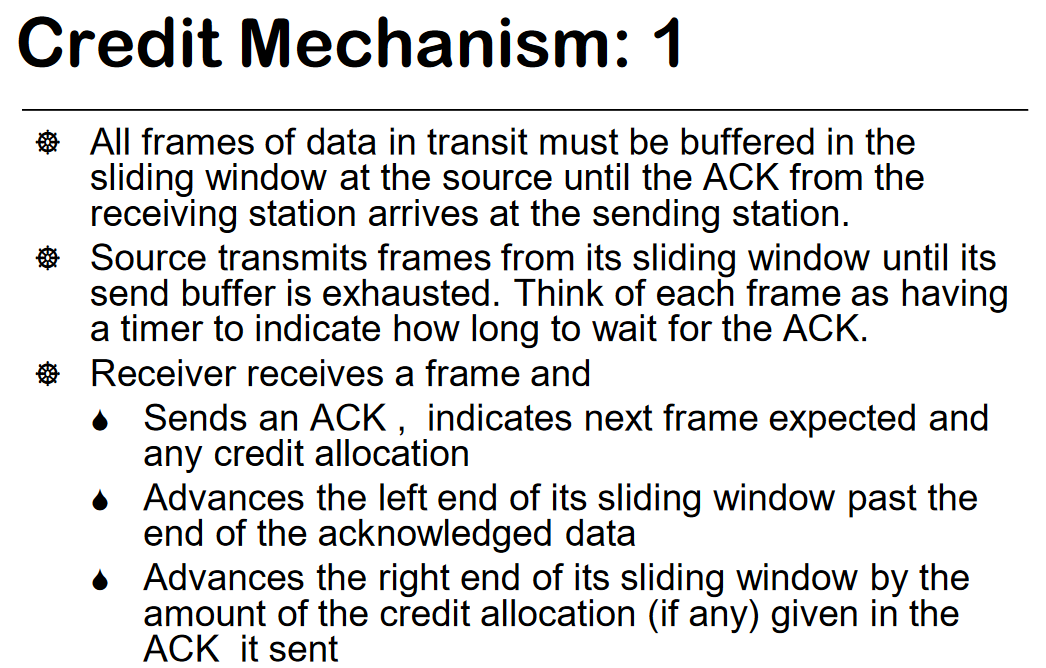 Credit Mechanism: 1
All frames of data in transit must be buffered in the
sliding window at the source until the ACK from the
receiving station arrives at the sending station.
Source transmits frames from its sliding window until its
send buffer is exhausted. Think of each frame as having
a timer to indicate how long to wait for the ACK.
Receiver receives a frame and
Sends an ACK ,  indicates next frame expected and
any credit allocation
Advances the left end of its sliding window past the
end of the acknowledged data
Advances the right end of its sliding window by the
amount of the credit allocation (if any) given in the
ACK  it sent